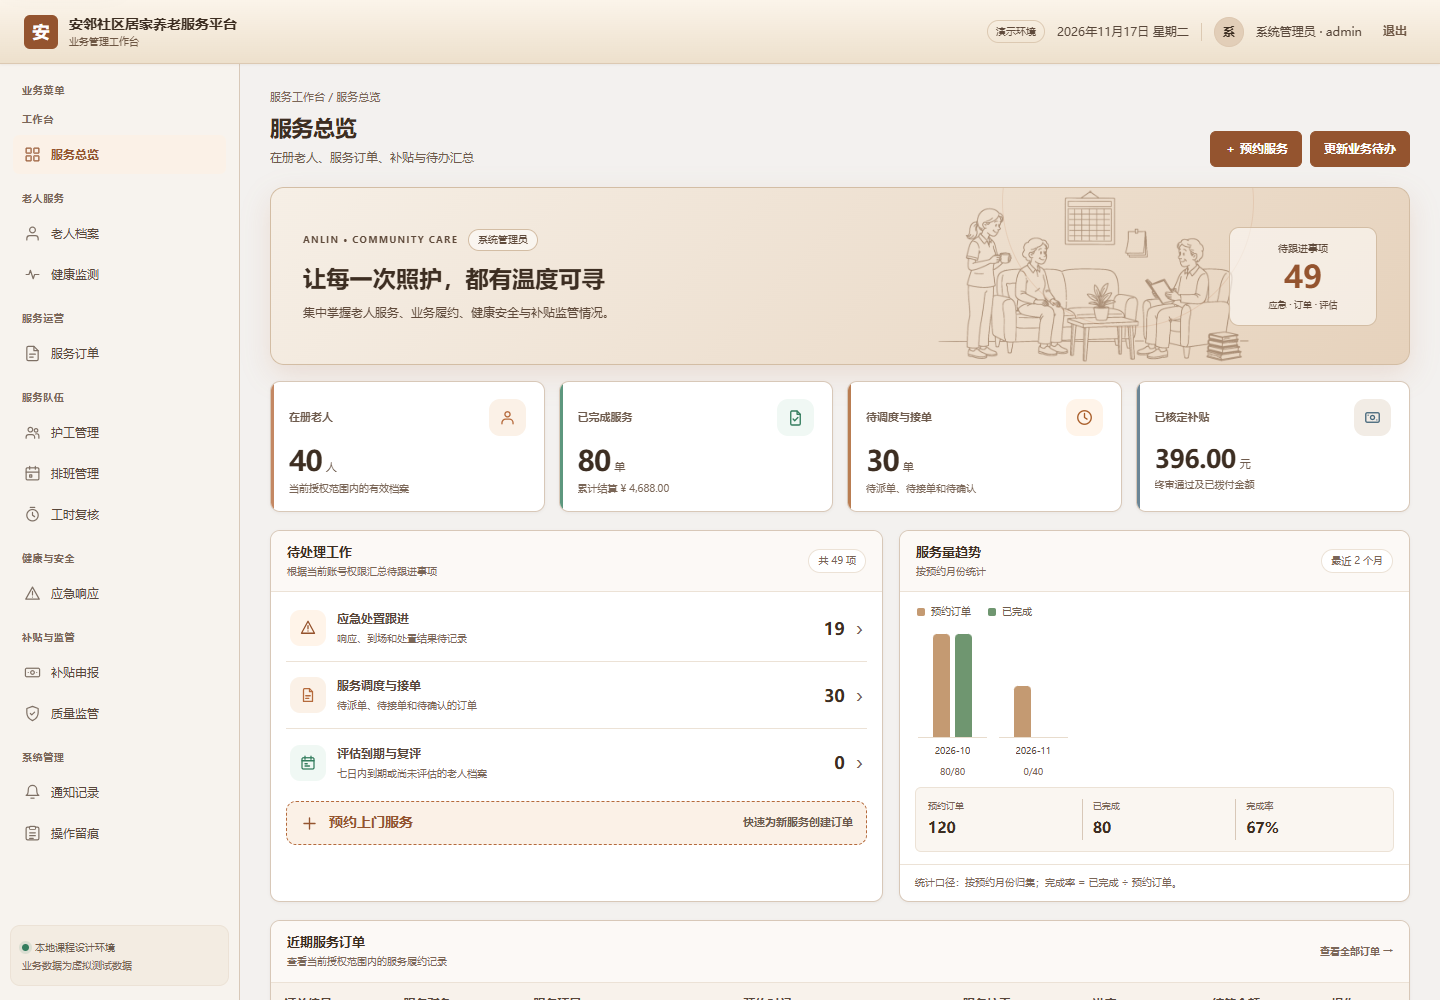 安
安邻社区居家养老服务平台
业务管理工作台
演示环境
2026年11月17日 星期二
系
系统管理员 · admin
退出
业务菜单
工作台
服务总览
老人服务
老人档案
健康监测
服务运营
服务订单
服务队伍
护工管理
排班管理
工时复核
健康与安全
应急响应
补贴与监管
补贴申报
质量监管
系统管理
通知记录
操作留痕
本地课程设计环境
业务数据为虚拟测试数据
服务工作台 / 服务总览
服务总览
在册老人、服务订单、补贴与待办汇总
+ 预约服务
更新业务待办
ANLIN • COMMUNITY CARE
系统管理员
让每一次照护，都有温度可寻
集中掌握老人服务、业务履约、健康安全与补贴监管情况。
待跟进事项
49
应急 · 订单 · 评估
在册老人
40 人
当前授权范围内的有效档案
已完成服务
80 单
累计结算 ¥ 4,688.00
待调度与接单
30 单
待派单、待接单和待确认
已核定补贴
396.00 元
终审通过及已拨付金额
待处理工作
根据当前账号权限汇总待跟进事项
共 49 项
应急处置跟进
响应、到场和处置结果待记录
19
服务调度与接单
待派单、待接单和待确认的订单
30
评估到期与复评
七日内到期或尚未评估的老人档案
0
预约上门服务
快速为新服务创建订单
服务量趋势
按预约月份统计
最近 2 个月
预约订单
已完成
2026-10
80/80
2026-11
0/40
预约订单
120
已完成
80
完成率
67%
统计口径：按预约月份归集；完成率 = 已完成 ÷ 预约订单。
近期服务订单
查看当前授权范围内的服务履约记录
查看全部订单 →